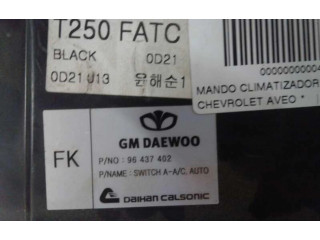 T250 FATC
BLACK 0D21
0D21 U13 윤해순1
00000000004
MANDO CLIMATIZADOR
CHEVROLET AVEO *
FK
GM DAEWOO
P/NO : 96 437 402
P/NAME : SWITCH A-A/C, AUTO
DAIHAN CALSONIC